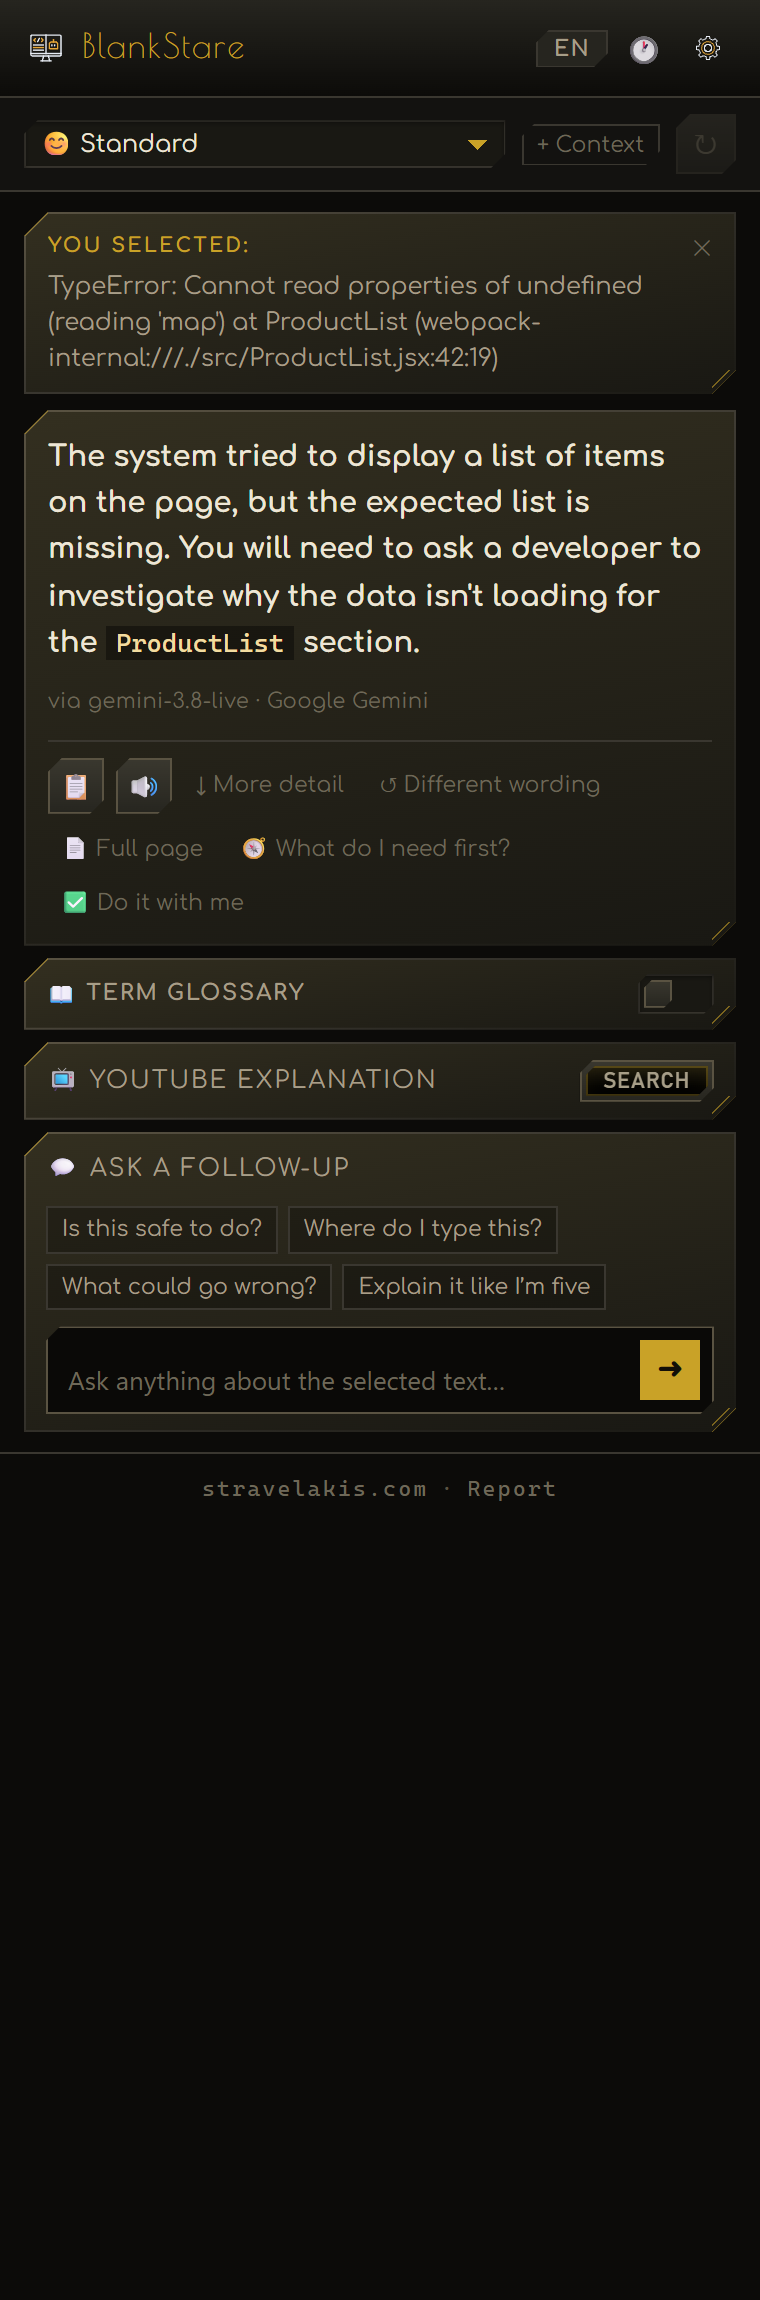 BlankStare
EN
😊 Standard
+ Context
↻
YOU SELECTED:
×
TypeError: Cannot read properties of undefined
(reading 'map') at ProductList (webpack-
internal:///./src/ProductList.jsx:42:19)
The system tried to display a list of items
on the page, but the expected list is
missing. You will need to ask a developer to
investigate why the data isn't loading for
the ProductList section.
via gemini-3.8-live · Google Gemini
↓ More detail
↺ Different wording
Full page
What do I need first?
Do it with me
TERM GLOSSARY
YOUTUBE EXPLANATION
SEARCH
ASK A FOLLOW-UP
Is this safe to do?
Where do I type this?
What could go wrong?
Explain it like I’m five
Ask anything about the selected text...
➜
stravelakis.com · Report